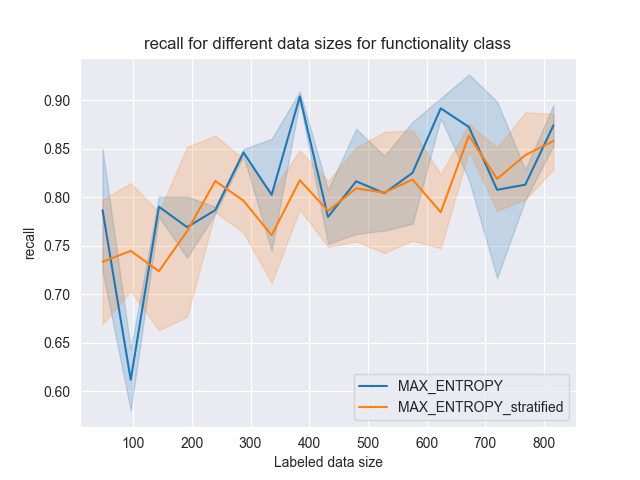 recall for different data sizes for functionality class
recall
0.90
0.85
0.80
0.75
0.70
0.65
0.60
MAX_ENTROPY
MAX_ENTROPY_stratified
100 200 300 400 500 600 700 800
Labeled data size